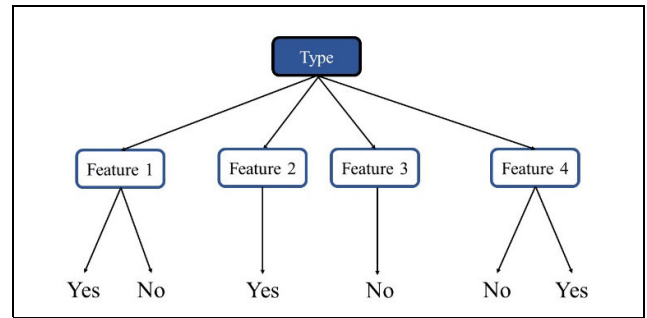 Type
Feature 1 Feature 2 Feature 3 Feature 4
Yes No Yes No No Yes